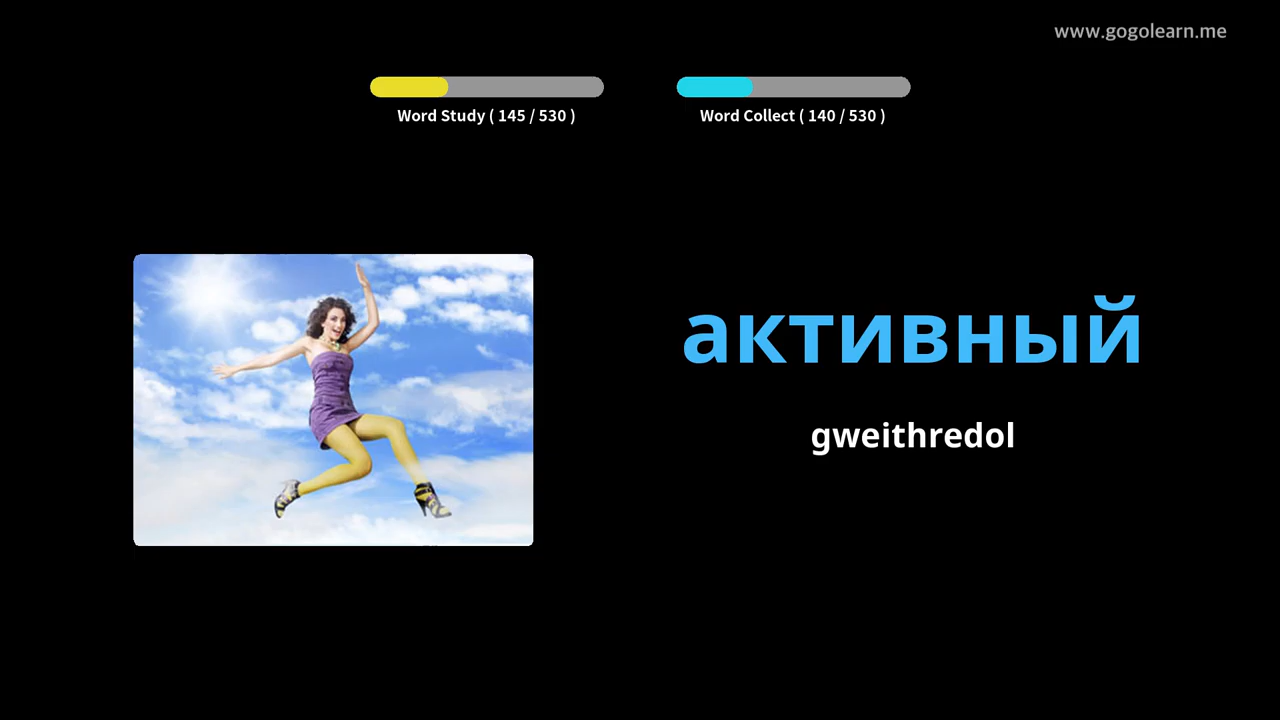 www.gogolearn.me
Word Study ( 145 / 530 )
Word Collect ( 140 / 530 )
активный
gweithredol